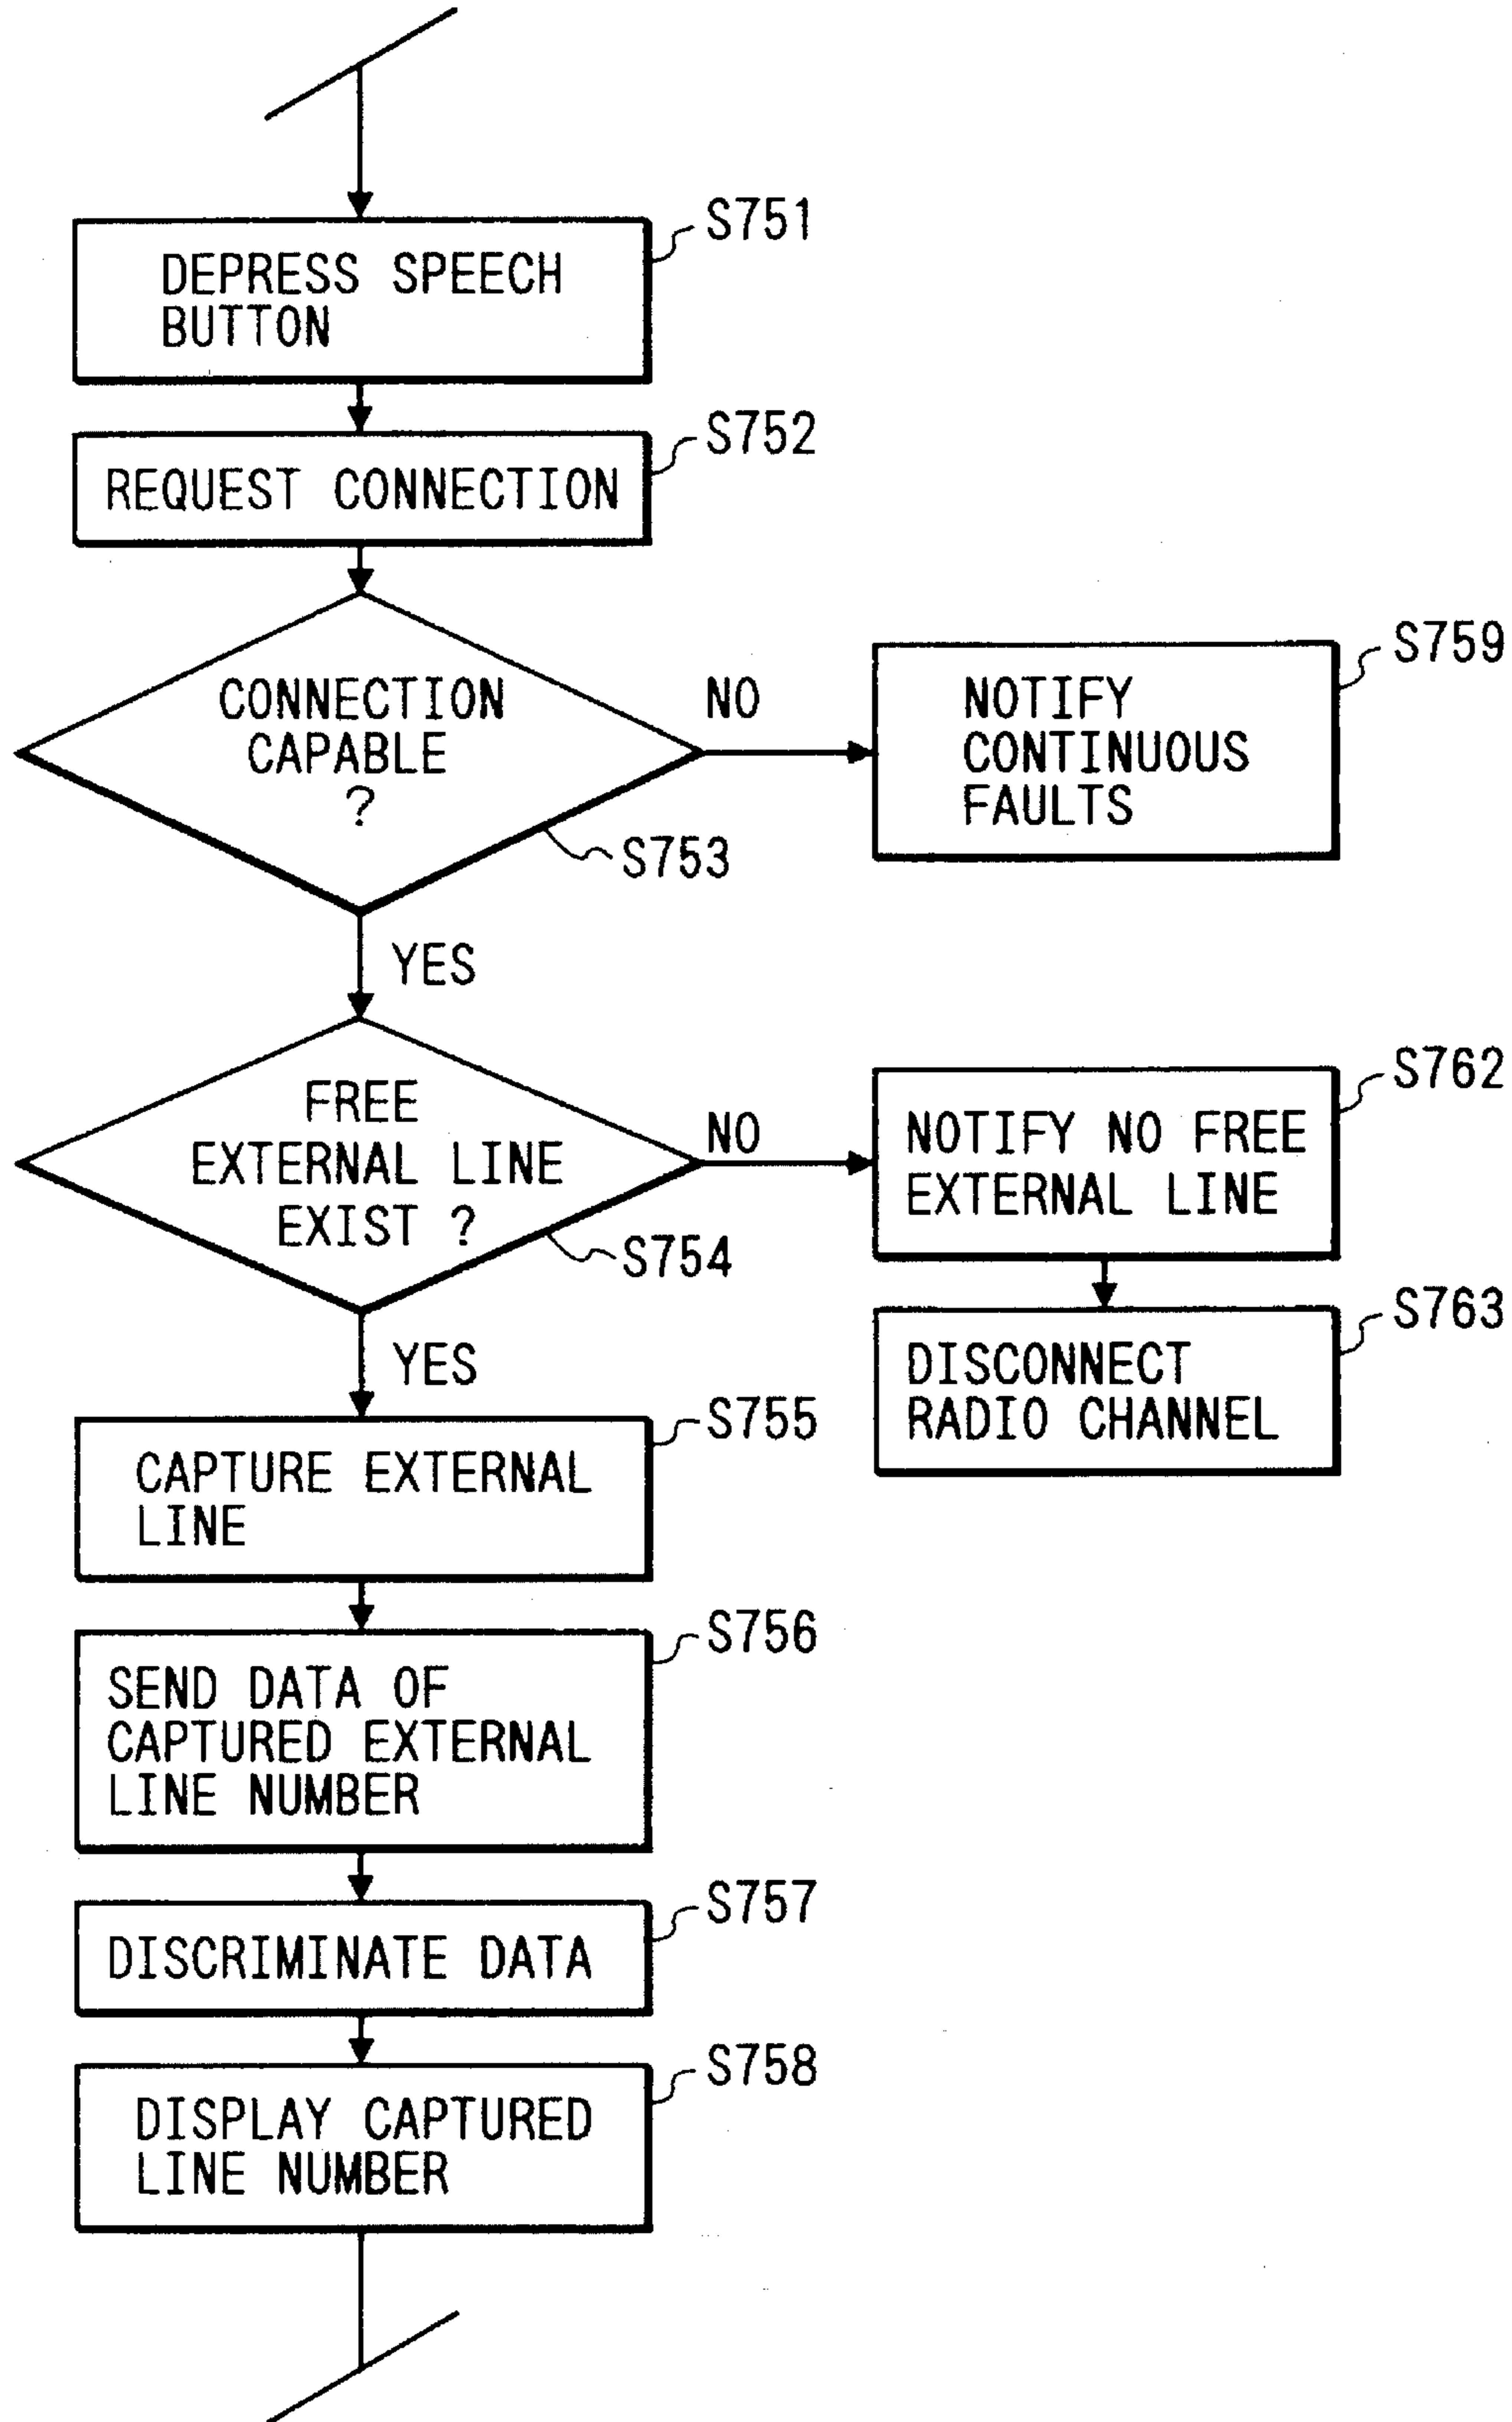 S751
DEPRESS SPEECH
BUTTON
S752
REQUEST CONNECTION
CONNECTION
CAPABLE
?
S753
NO
S759
NOTIFY
CONTINUOUS
FAULTS
YES
FREE
EXTERNAL LINE
EXIST ?
S754
NO
S762
NOTIFY NO FREE
EXTERNAL LINE
S763
DISCONNECT
RADIO CHANNEL
YES
S755
CAPTURE EXTERNAL
LINE
S756
SEND DATA OF
CAPTURED EXTERNAL
LINE NUMBER
S757
DISCRIMINATE DATA
S758
DISPLAY CAPTURED
LINE NUMBER